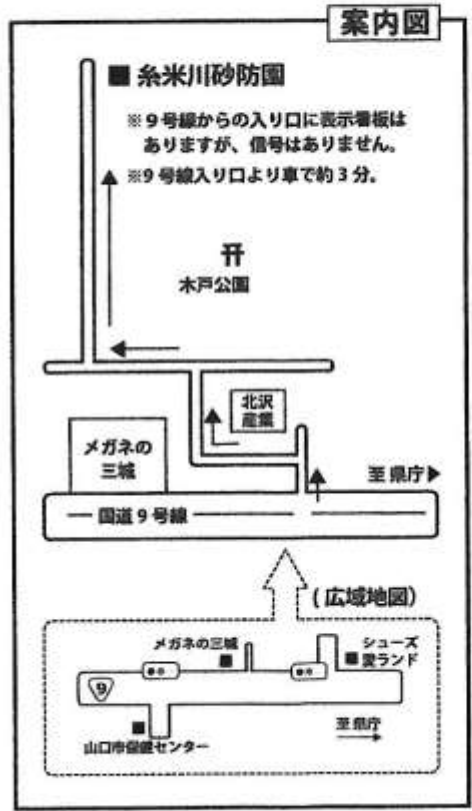 案内図
■ 糸米川砂防園
※9号線からの入り口に表示看板は
ありますが、信号はありません。
※9号線入り口より車で約3分。
木戸公園
北沢
産業
メガネの
三城
至県庁▶
国道9号線
(広域地図)
メガネの三城
シューズ
愛ランド
9
山口市保健センター
至県庁